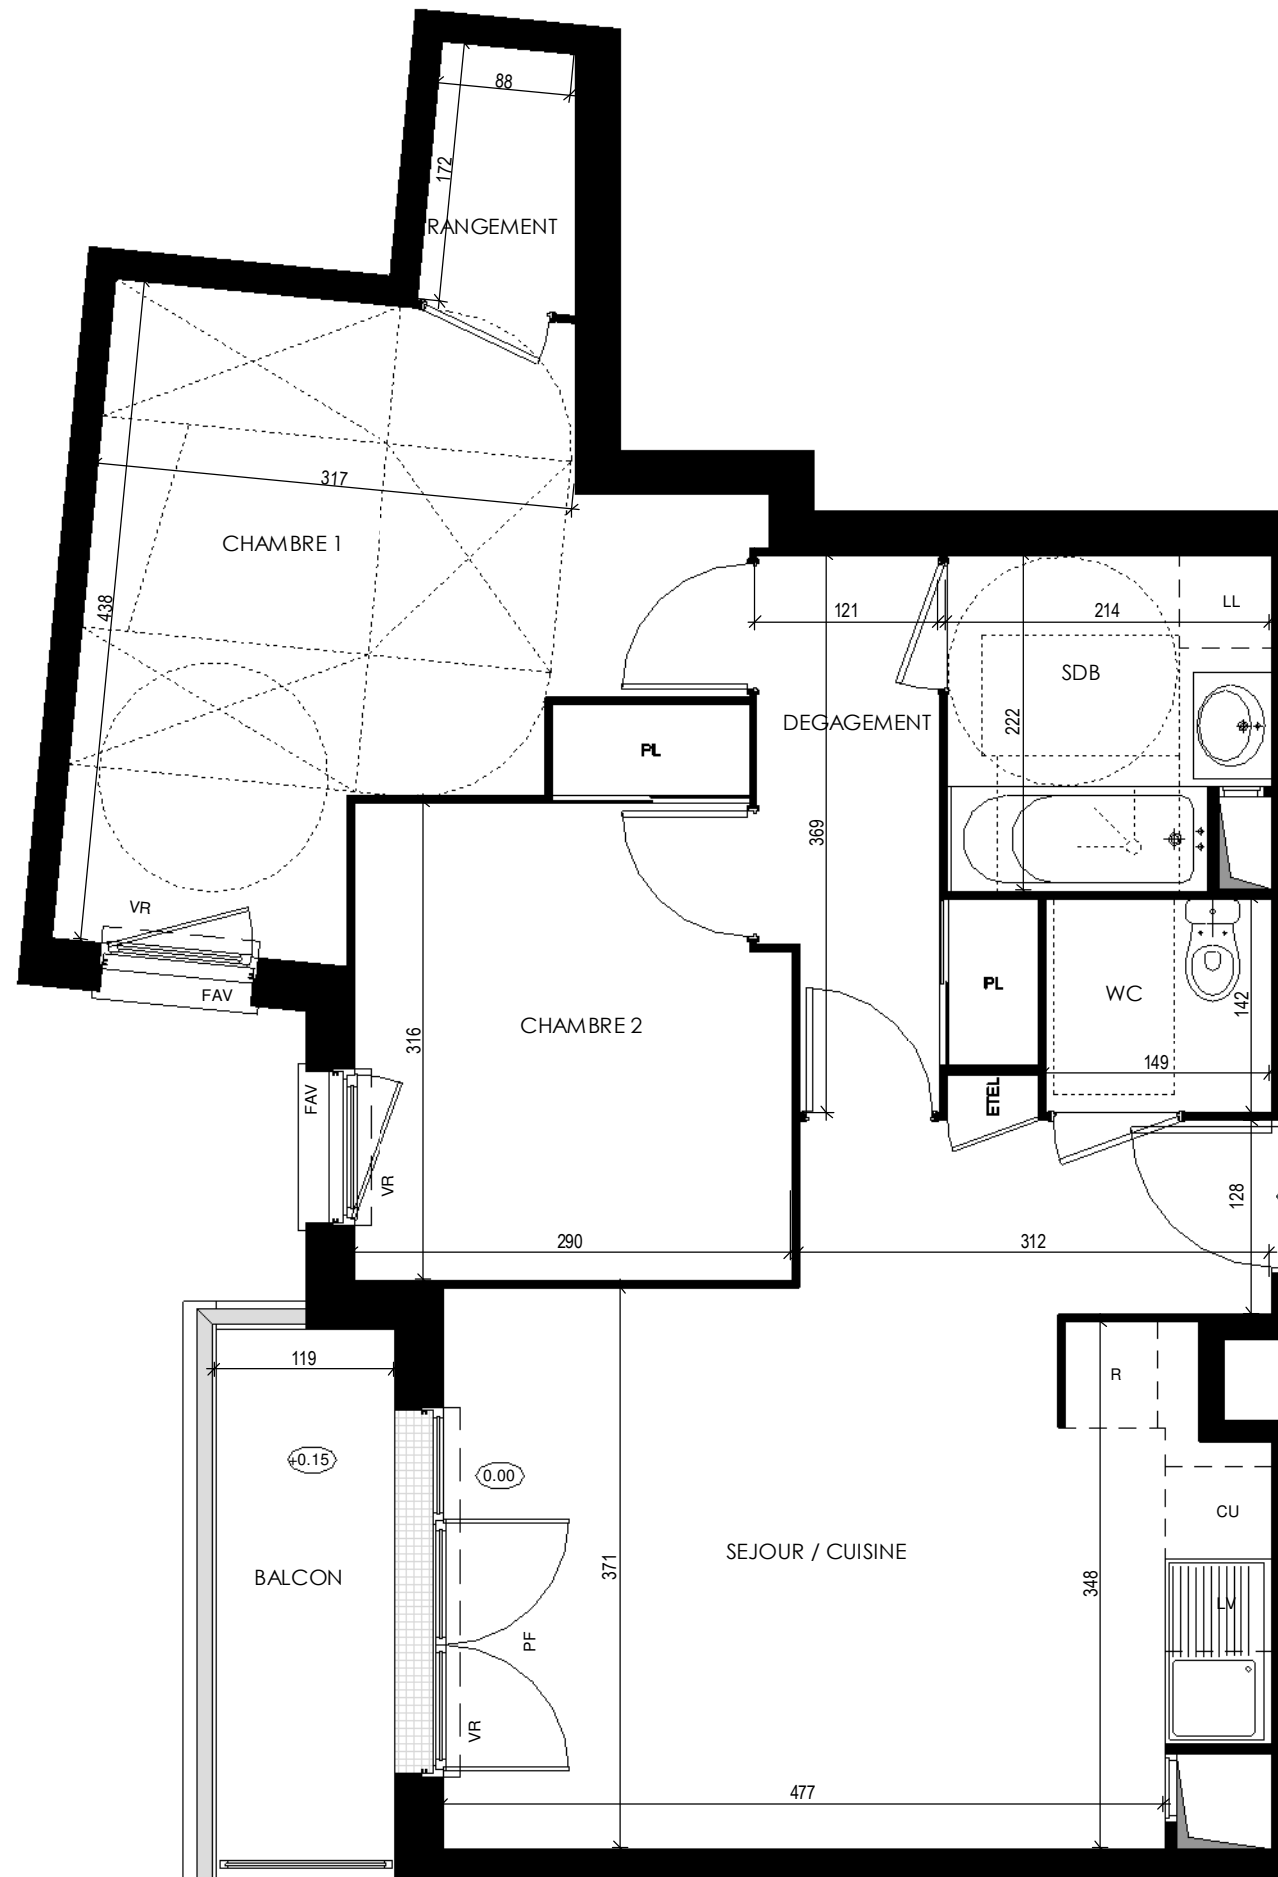 88
172
RANGEMENT
317
CHAMBRE 1
438
121
214
LL
SDB
222
DEGAGEMENT
PL
369
VR
FAV
PL
WC
142
CHAMBRE 2
316
149
ETEL
FAV
VR
128
290
312
119
R
+0.15
0.00
CU
SEJOUR / CUISINE
371
348
BALCON
LV
PF
VR
477